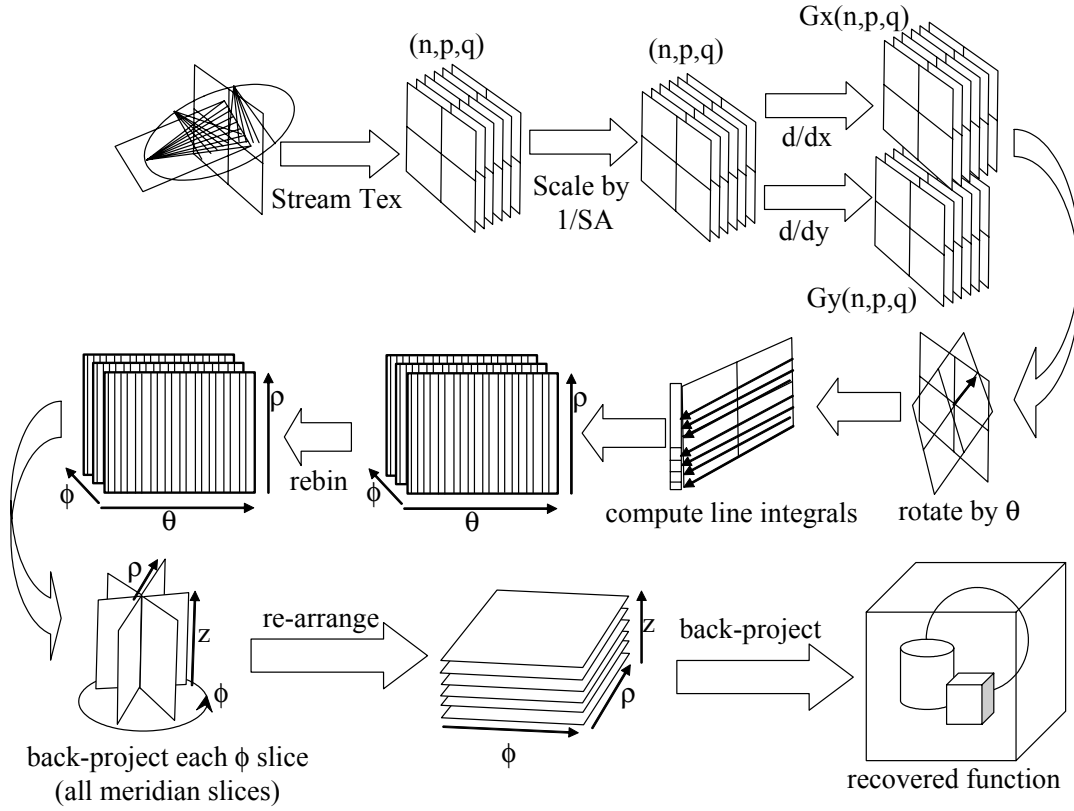 (n,p,q)
(n,p,q)
Gx(n,p,q)
Stream Tex
Scale by
1/SA
d/dx
d/dy
Gy(n,p,q)
ρ
ϕ
θ
rebin
ρ
ϕ
θ
compute line integrals
rotate by θ
ρ
z
ϕ
back-project each ϕ slice
(all meridian slices)
re-arrange
z
ρ
ϕ
back-project
recovered function